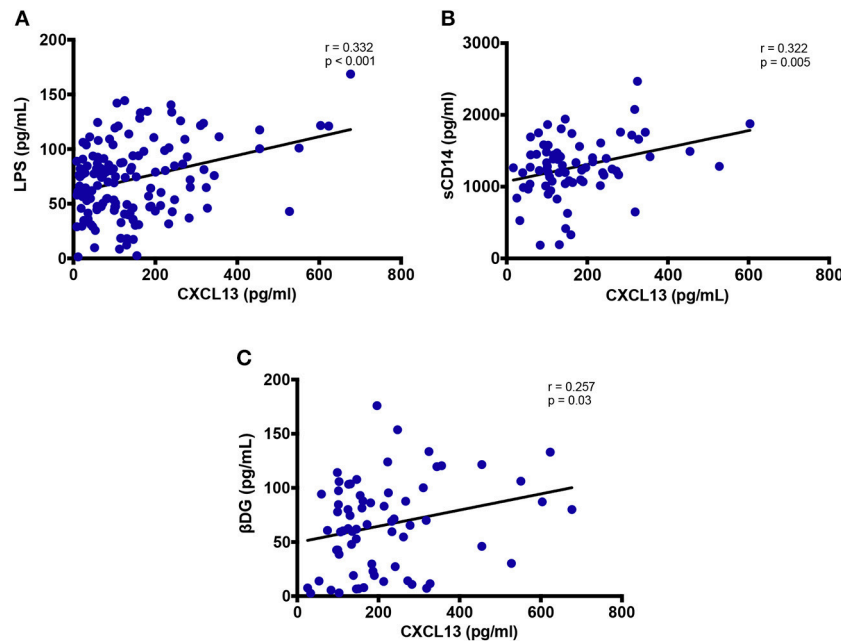 A
r = 0.332
p < 0.001
LPS (pg/mL)
200
150
100
50
0
0 200 400 600 800
CXCL13 (pg/ml)
B
r = 0.322
p = 0.005
sCD14 (pg/ml)
3000
2000
1000
0
0 200 400 600 800
CXCL13 (pg/mL)
C
r = 0.257
p = 0.03
βDG (pg/mL)
200
150
100
50
0
0 200 400 600 800
CXCL13 (pg/mL)